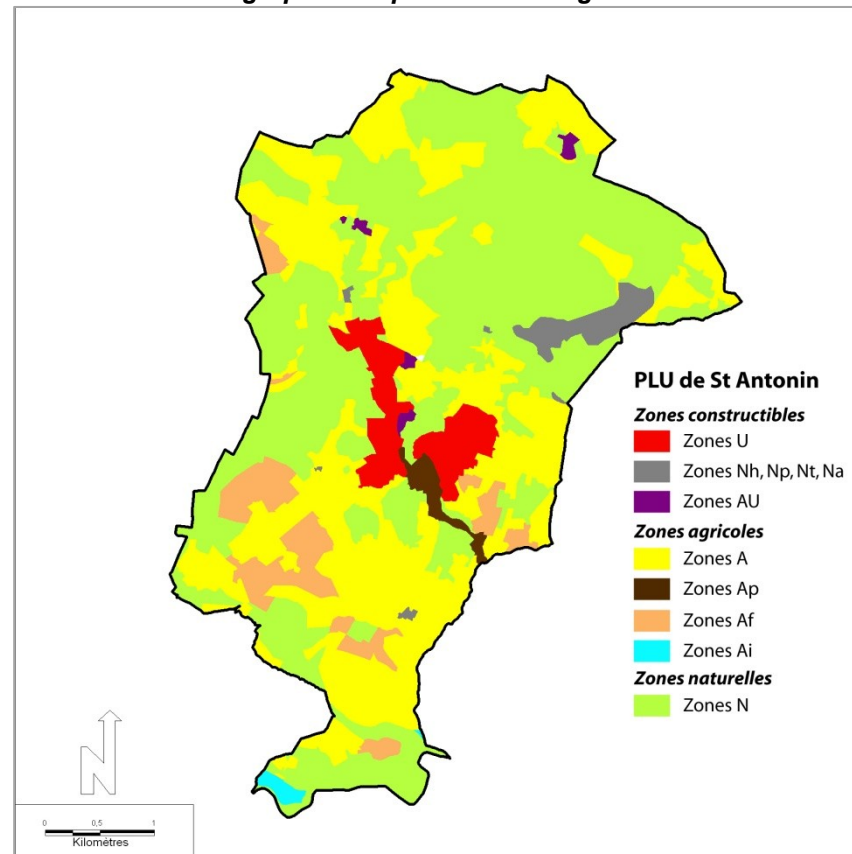 PLU de St Antonin
Zones constructibles
Zones U
Zones Nh, Np, Nt, Na
Zones AU
Zones agricoles
Zones A
Zones Ap
Zones Af
Zones Ai
Zones naturelles
Zones N
N
0 0,5 1
Kilomètres